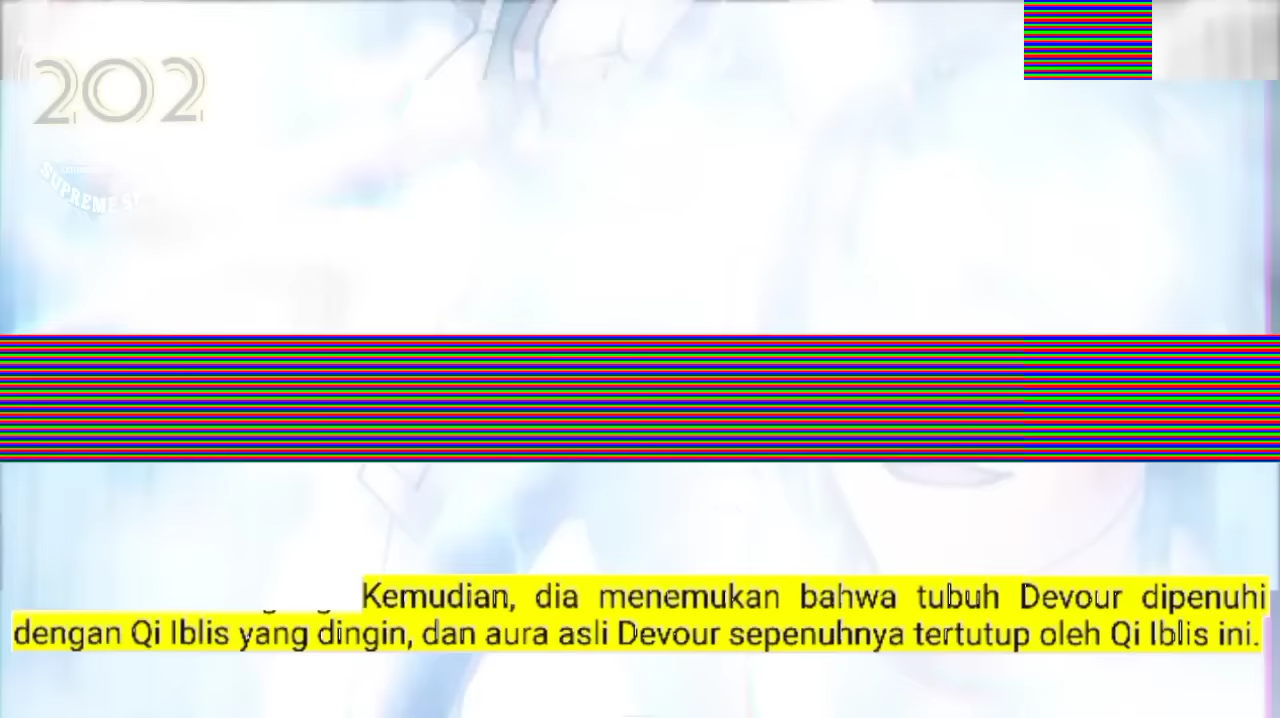 202
SUPREME
Kemudian, dia menemukan bahwa tubuh Devour dipenuhi
dengan Qi Iblis yang dingin, dan aura asli Devour sepenuhnya tertutup oleh Qi Iblis ini.